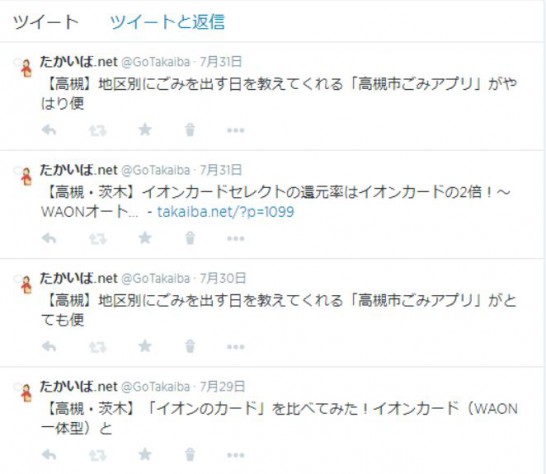 ツイート ツイートと返信
たかいば.net @GoTakaiba · 7月31日
【高槻】地区別にごみを出す日を教えてくれる「高槻市ごみアプリ」がや
はり便
たかいば.net @GoTakaiba · 7月31日
【高槻・茨木】イオンカードセレクトの還元率はイオンカードの2倍！～
WAONオート... - takaiba.net/?p=1099
たかいば.net @GoTakaiba · 7月30日
【高槻】地区別にごみを出す日を教えてくれる「高槻市ごみアプリ」がと
ても便
たかいば.net @GoTakaiba · 7月29日
【高槻・茨木】「イオンのカード」を比べてみた！イオンカード（WAON
一体型）と